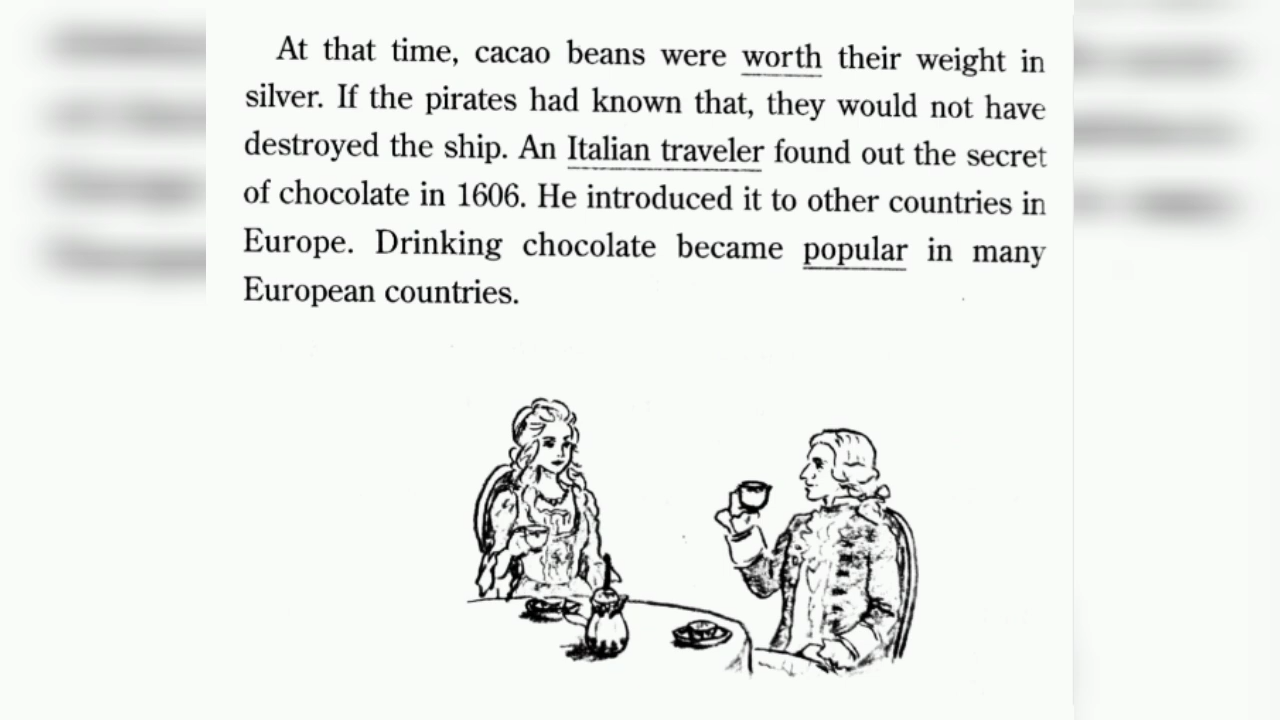 At that time, cacao beans were worth their weight in
silver. If the pirates had known that, they would not have
destroyed the ship. An Italian traveler found out the secret
of chocolate in 1606. He introduced it to other countries in
Europe. Drinking chocolate became popular in many
European countries.